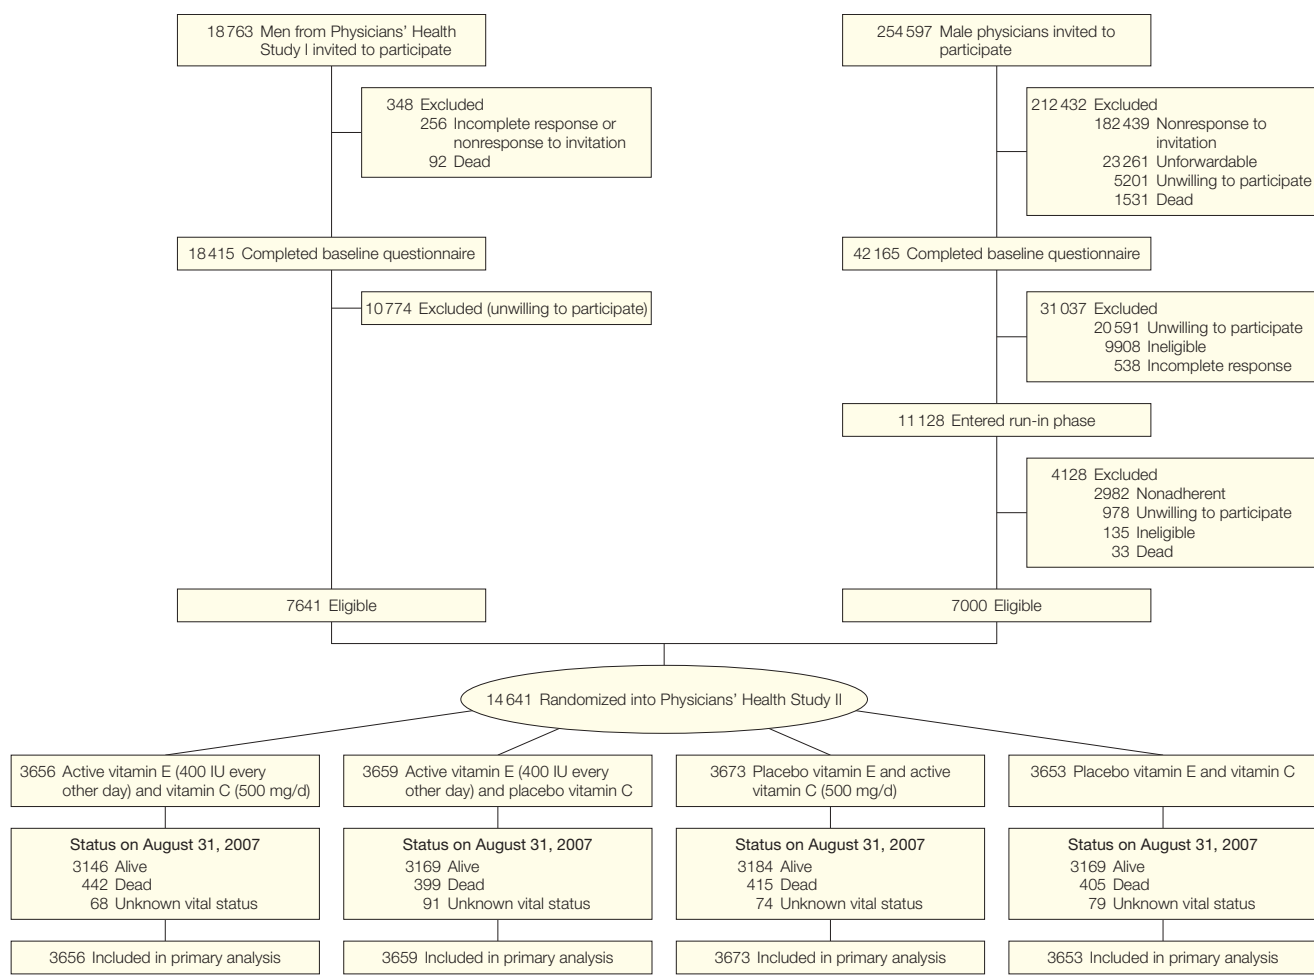 18763 Men from Physicians' Health
Study I invited to participate
348 Excluded
256 Incomplete response or
nonresponse to invitation
92 Dead
18415 Completed baseline questionnaire
10774 Excluded (unwilling to participate)
7641 Eligible
254597 Male physicians invited to
participate
212432 Excluded
182439 Nonresponse to
invitation
23261 Unforwardable
5201 Unwilling to participate
1531 Dead
42165 Completed baseline questionnaire
31037 Excluded
20591 Unwilling to participate
9908 Ineligible
538 Incomplete response
11128 Entered run-in phase
4128 Excluded
2982 Nonadherent
978 Unwilling to participate
135 Ineligible
33 Dead
7000 Eligible
14641 Randomized into Physicians' Health Study II
3656 Active vitamin E (400 IU every
other day) and vitamin C (500 mg/d)
Status on August 31, 2007
3146 Alive
442 Dead
68 Unknown vital status
3656 Included in primary analysis
3659 Active vitamin E (400 IU every
other day) and placebo vitamin C
Status on August 31, 2007
3169 Alive
399 Dead
91 Unknown vital status
3659 Included in primary analysis
3673 Placebo vitamin E and active
vitamin C (500 mg/d)
Status on August 31, 2007
3184 Alive
415 Dead
74 Unknown vital status
3673 Included in primary analysis
3653 Placebo vitamin E and vitamin C
Status on August 31, 2007
3169 Alive
405 Dead
79 Unknown vital status
3653 Included in primary analysis